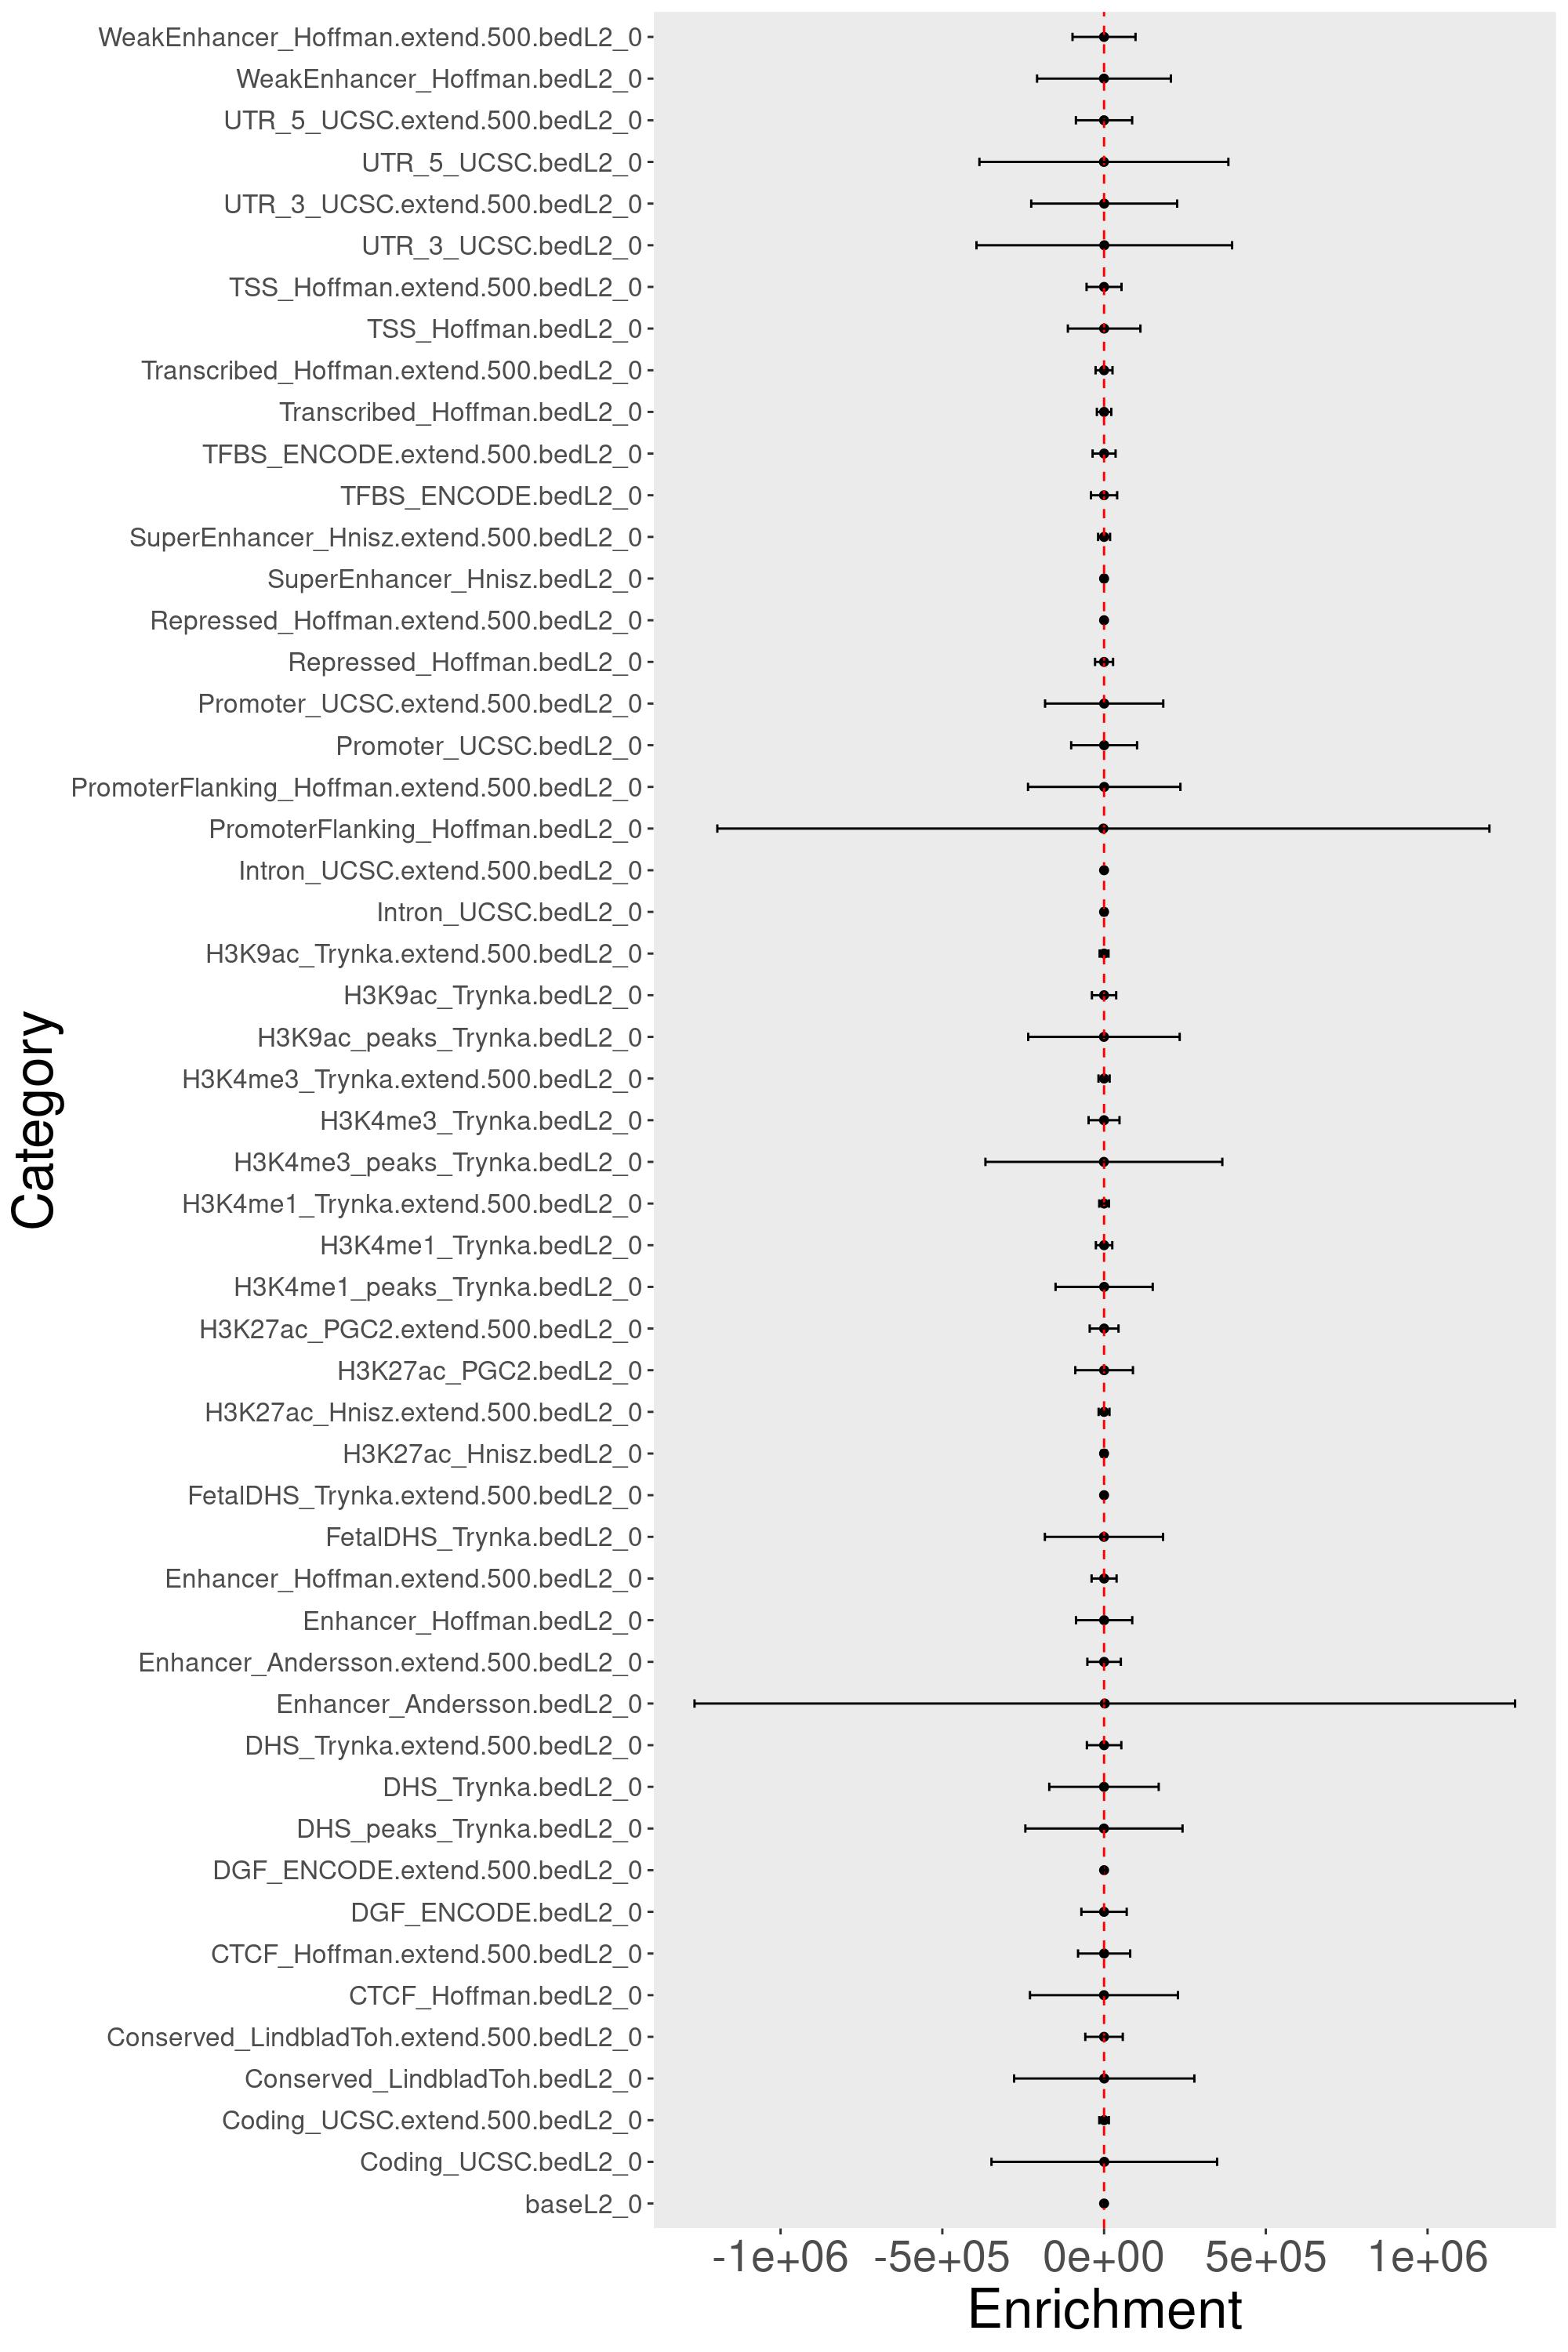 WeakEnhancer_Hoffman.extend.500.bedL2_0
WeakEnhancer_Hoffman.bedL2_0
UTR_5_UCSC.extend.500.bedL2_0
UTR_5_UCSC.bedL2_0
UTR_3_UCSC.extend.500.bedL2_0
UTR_3_UCSC.bedL2_0
TSS_Hoffman.extend.500.bedL2_0
TSS_Hoffman.bedL2_0
Transcribed_Hoffman.extend.500.bedL2_0
Transcribed_Hoffman.bedL2_0
TFBS_ENCODE.extend.500.bedL2_0
TFBS_ENCODE.bedL2_0
SuperEnhancer_Hnisz.extend.500.bedL2_0
SuperEnhancer_Hnisz.bedL2_0
Repressed_Hoffman.extend.500.bedL2_0
Repressed_Hoffman.bedL2_0
Promoter_UCSC.extend.500.bedL2_0
Promoter_UCSC.bedL2_0
PromoterFlanking_Hoffman.extend.500.bedL2_0
PromoterFlanking_Hoffman.bedL2_0
Intron_UCSC.extend.500.bedL2_0
Intron_UCSC.bedL2_0
H3K9ac_Trynka.extend.500.bedL2_0
H3K9ac_Trynka.bedL2_0
H3K9ac_peaks_Trynka.bedL2_0
H3K4me3_Trynka.extend.500.bedL2_0
H3K4me3_Trynka.bedL2_0
H3K4me3_peaks_Trynka.bedL2_0
H3K4me1_Trynka.extend.500.bedL2_0
H3K4me1_Trynka.bedL2_0
H3K4me1_peaks_Trynka.bedL2_0
H3K27ac_PGC2.extend.500.bedL2_0
H3K27ac_PGC2.bedL2_0
H3K27ac_Hnisz.extend.500.bedL2_0
H3K27ac_Hnisz.bedL2_0
FetalDHS_Trynka.extend.500.bedL2_0
FetalDHS_Trynka.bedL2_0
Enhancer_Hoffman.extend.500.bedL2_0
Enhancer_Hoffman.bedL2_0
Enhancer_Andersson.extend.500.bedL2_0
Enhancer_Andersson.bedL2_0
DHS_Trynka.extend.500.bedL2_0
DHS_Trynka.bedL2_0
DHS_peaks_Trynka.bedL2_0
DGF_ENCODE.extend.500.bedL2_0
DGF_ENCODE.bedL2_0
CTCF_Hoffman.extend.500.bedL2_0
CTCF_Hoffman.bedL2_0
Conserved_LindbladToh.extend.500.bedL2_0
Conserved_LindbladToh.bedL2_0
Coding_UCSC.extend.500.bedL2_0
Coding_UCSC.bedL2_0
baseL2_0
Category
-1e+06 -5e+05 0e+00 5e+05 1e+06
Enrichment